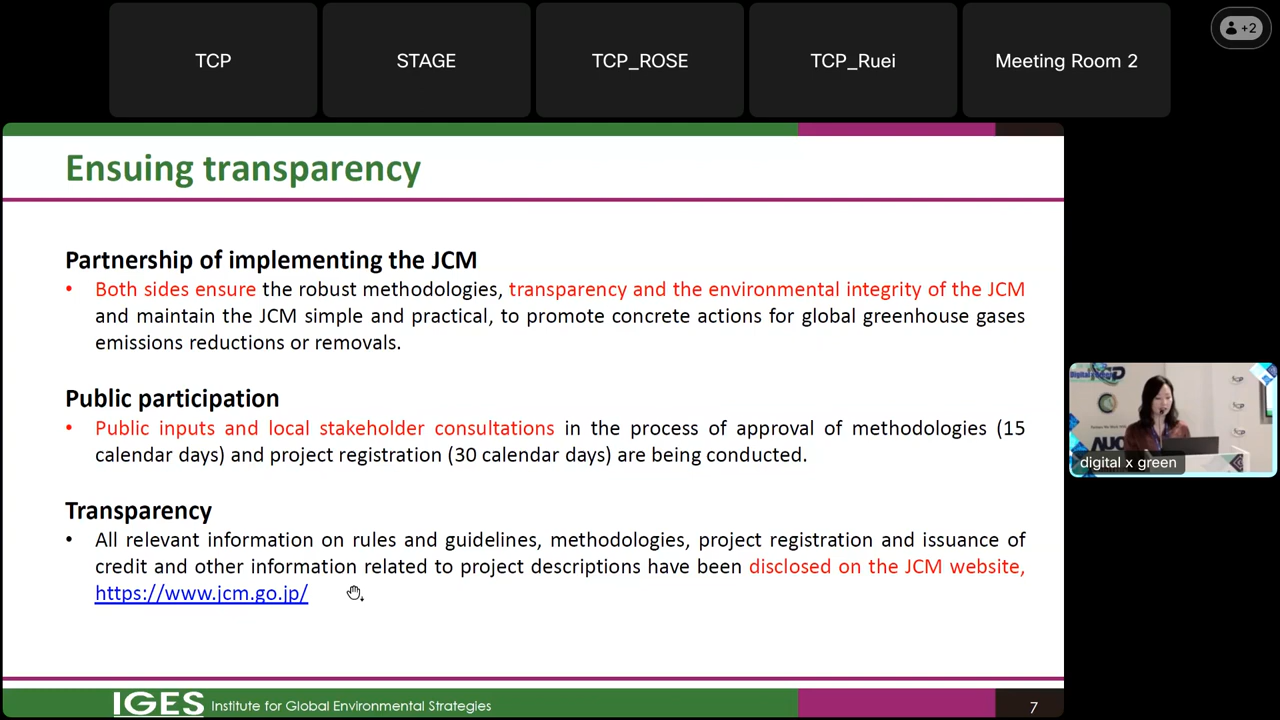 TCP
STAGE
TCP_ROSE
TCP_Ruei
Meeting Room 2
+2
Ensuing transparency
Partnership of implementing the JCM
• Both sides ensure the robust methodologies, transparency and the environmental integrity of the JCM
and maintain the JCM simple and practical, to promote concrete actions for global greenhouse gases
emissions reductions or removals.
Public participation
• Public inputs and local stakeholder consultations in the process of approval of methodologies (15
calendar days) and project registration (30 calendar days) are being conducted.
Transparency
• All relevant information on rules and guidelines, methodologies, project registration and issuance of
credit and other information related to project descriptions have been disclosed on the JCM website,
https://www.jcm.go.jp/
digital x green
IGES Institute for Global Environmental Strategies
7